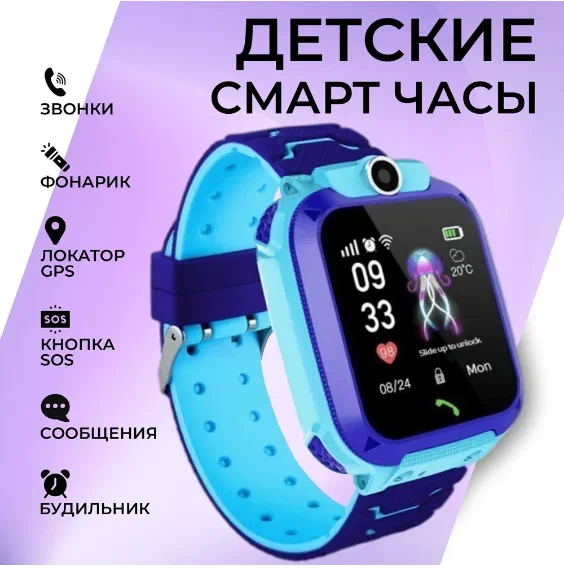 ДЕТСКИЕ
СМАРТ ЧАСЫ
ЗВОНКИ
ФОНАРИК
ЛОКАТОР
GPS
SOS
КНОПКА
SOS
СООБЩЕНИЯ
БУДИЛЬНИК
09
33
20°C
98
Slide up to unlock
08/24
Mon